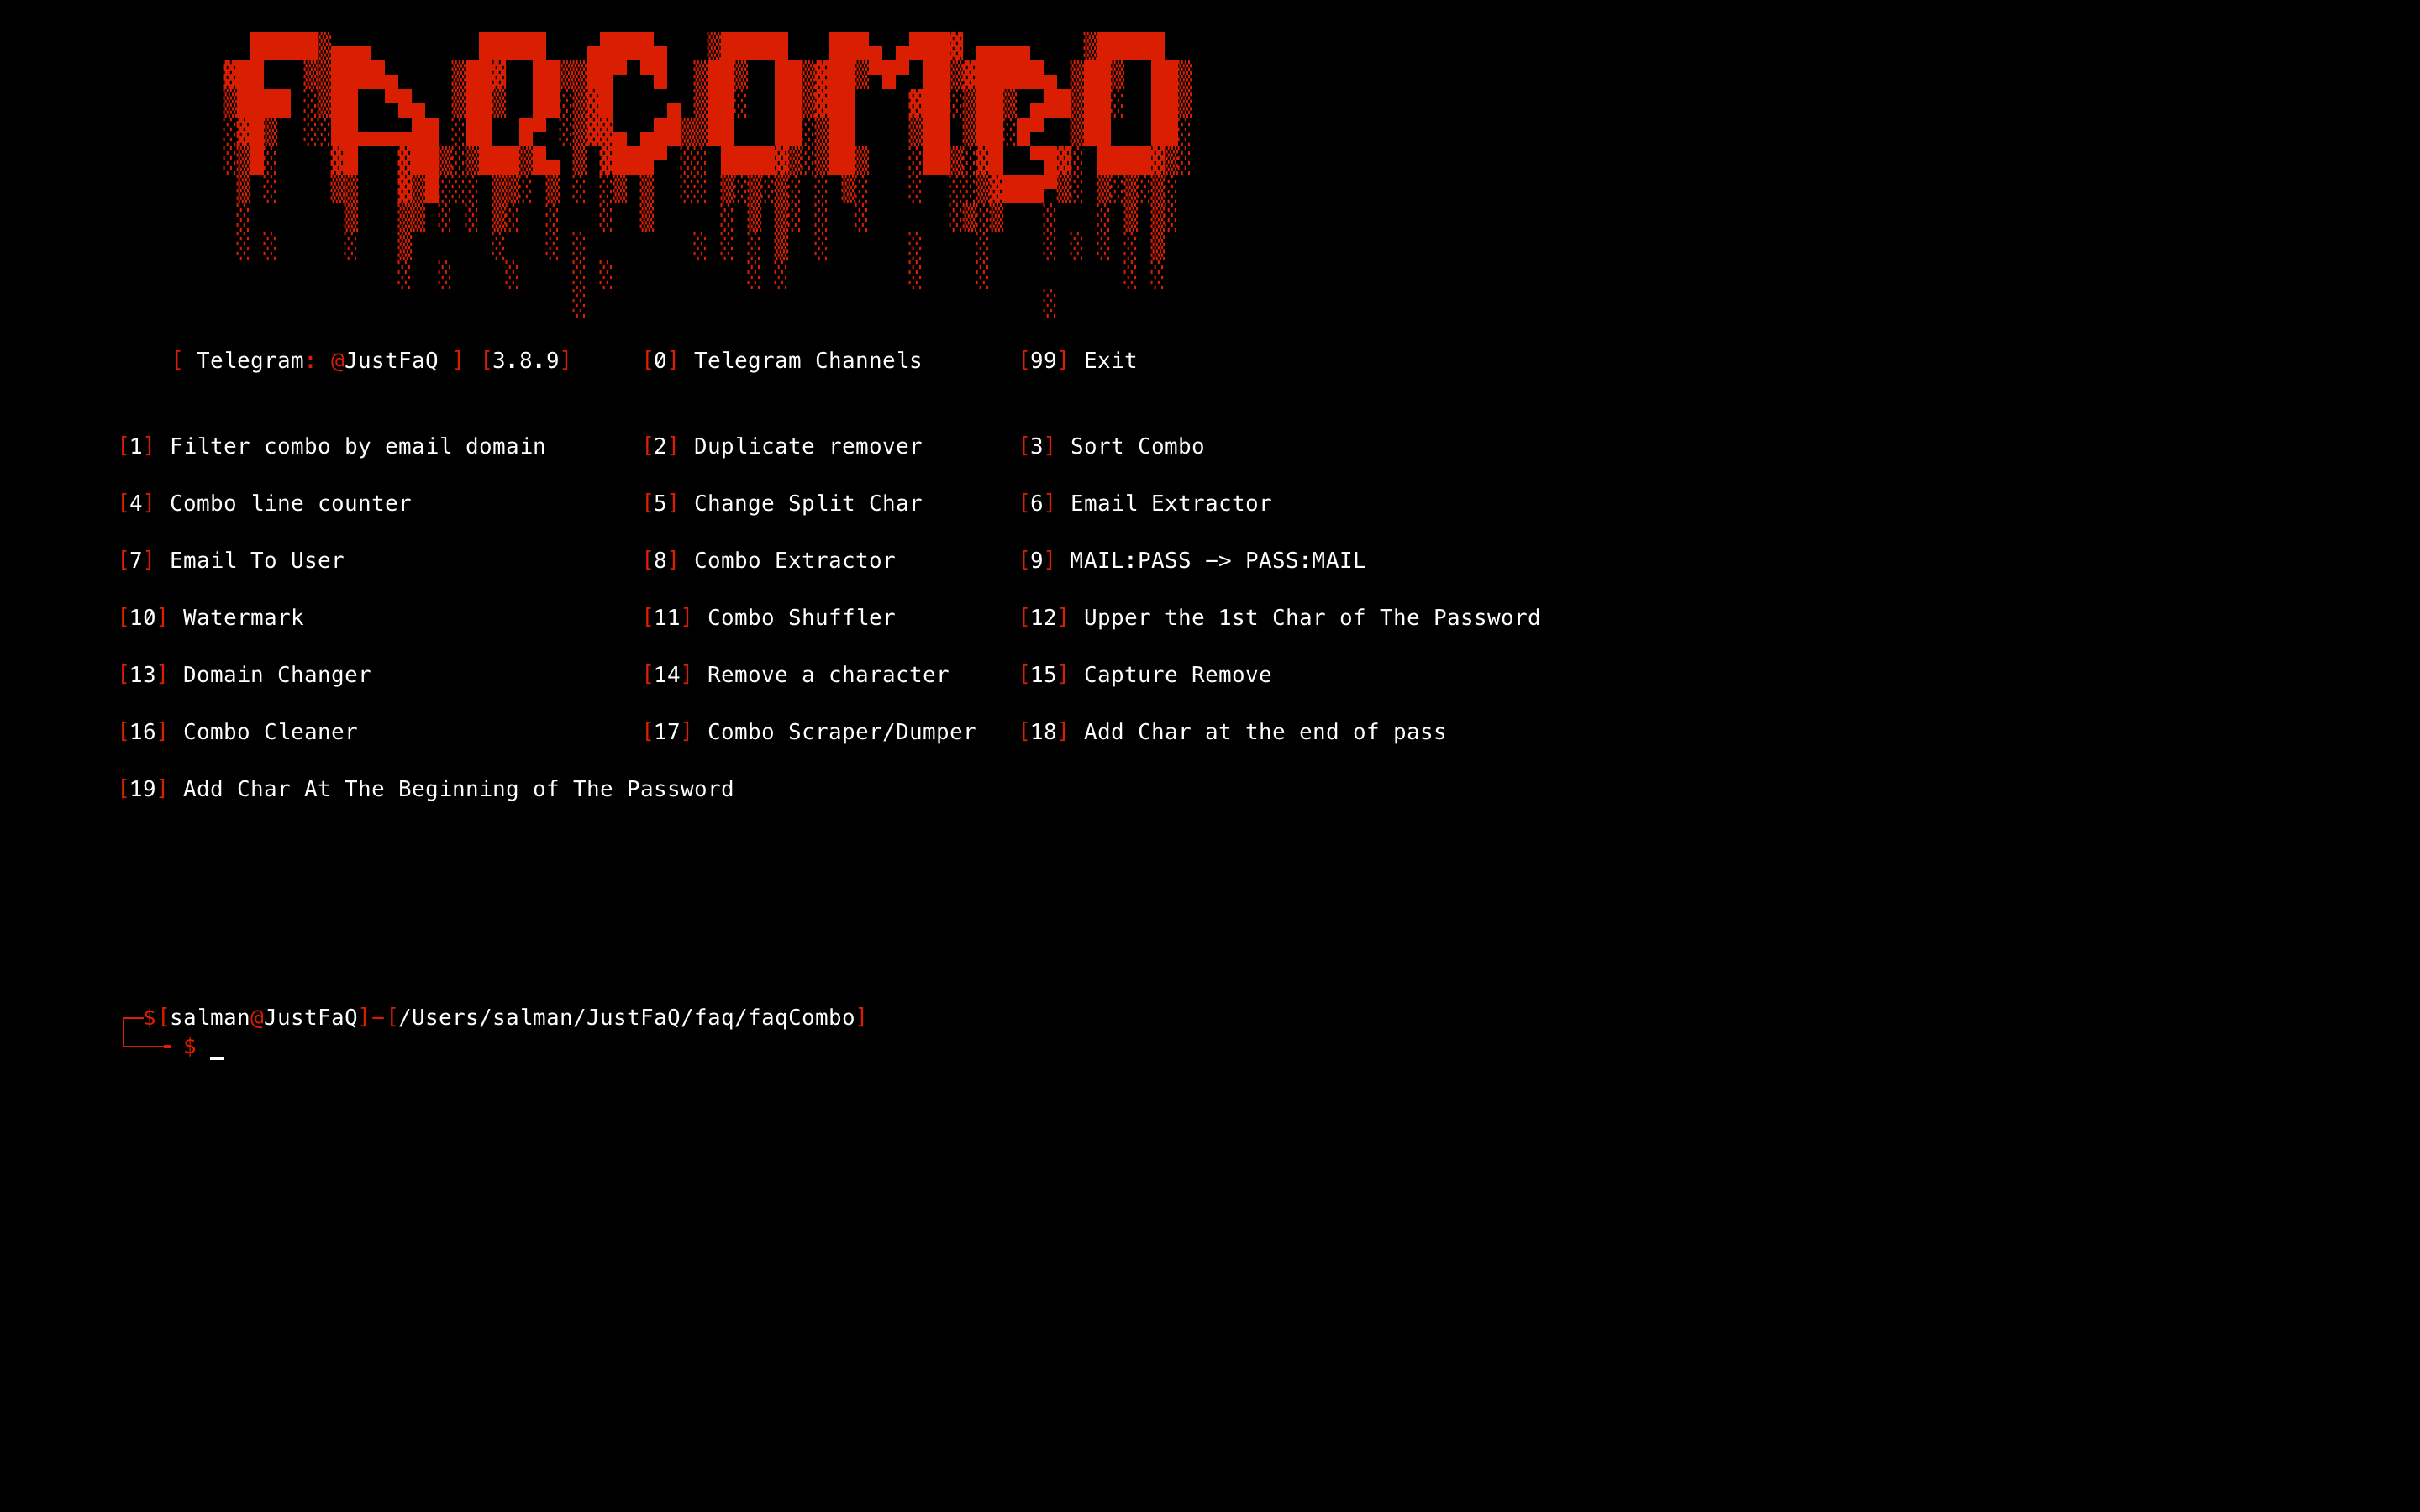 FAQCOMBO
[ Telegram: @JustFaQ ] [3.8.9] [0] Telegram Channels [99] Exit
[1] Filter combo by email domain [2] Duplicate remover [3] Sort Combo
[4] Combo line counter [5] Change Split Char [6] Email Extractor
[7] Email To User [8] Combo Extractor [9] MAIL:PASS -> PASS:MAIL
[10] Watermark [11] Combo Shuffler [12] Upper the 1st Char of The Password
[13] Domain Changer [14] Remove a character [15] Capture Remove
[16] Combo Cleaner [17] Combo Scraper/Dumper [18] Add Char at the end of pass
[19] Add Char At The Beginning of The Password
┌─$[salman@JustFaQ]-[/Users/salman/JustFaQ/faq/faqCombo]
└──╼ $ _